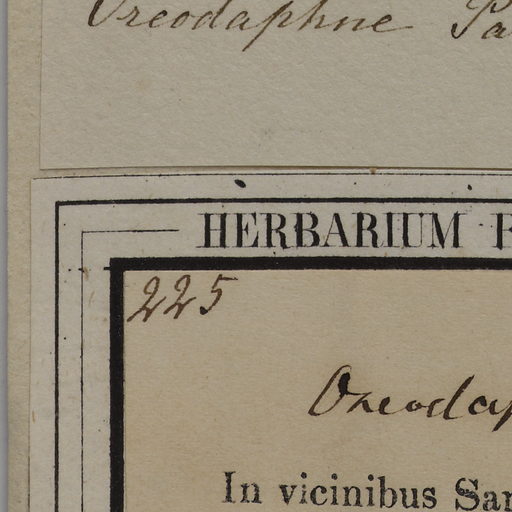 Oreodaphne
HERBARIUM
225
In vicinibus